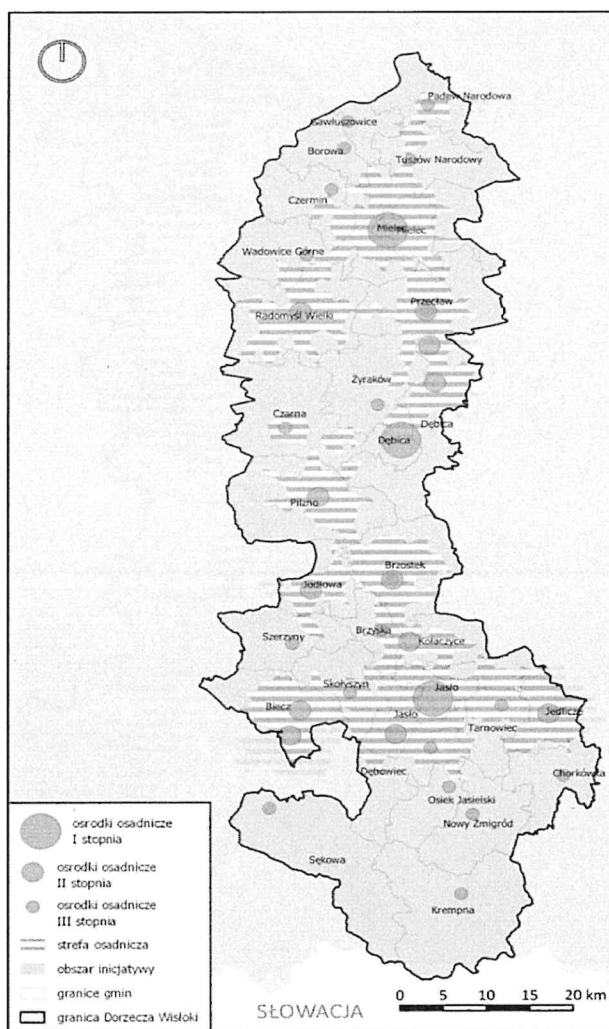 Padew Narodowa
Gawłuszowice
Borowa
Tuszów Narodowy
Czermin
Mielec
Mielec
Wadowice Górne
Radomyśl Wielki
Przecław
Żyraków
Czarna
Dębica
Dębica
Pilzno
Brzostek
Jodłowa
Brzyska
Kołaczyce
Szerzyny
Skołyszyn
Jasło
Biecz
Jasło
Jedlicze
Tarnowiec
Dębowiec
Chorkówka
Osiek Jasielski
Nowy Żmigród
Sękowa
Krempna
ośrodki osadnicze
I stopnia
ośrodki osadnicze
II stopnia
ośrodki osadnicze
III stopnia
strefa osadnicza
obszar inicjatywy
granice gmin
granica Dorzecza Wisłoki
SŁOWACJA
0 5 10 15 20 km